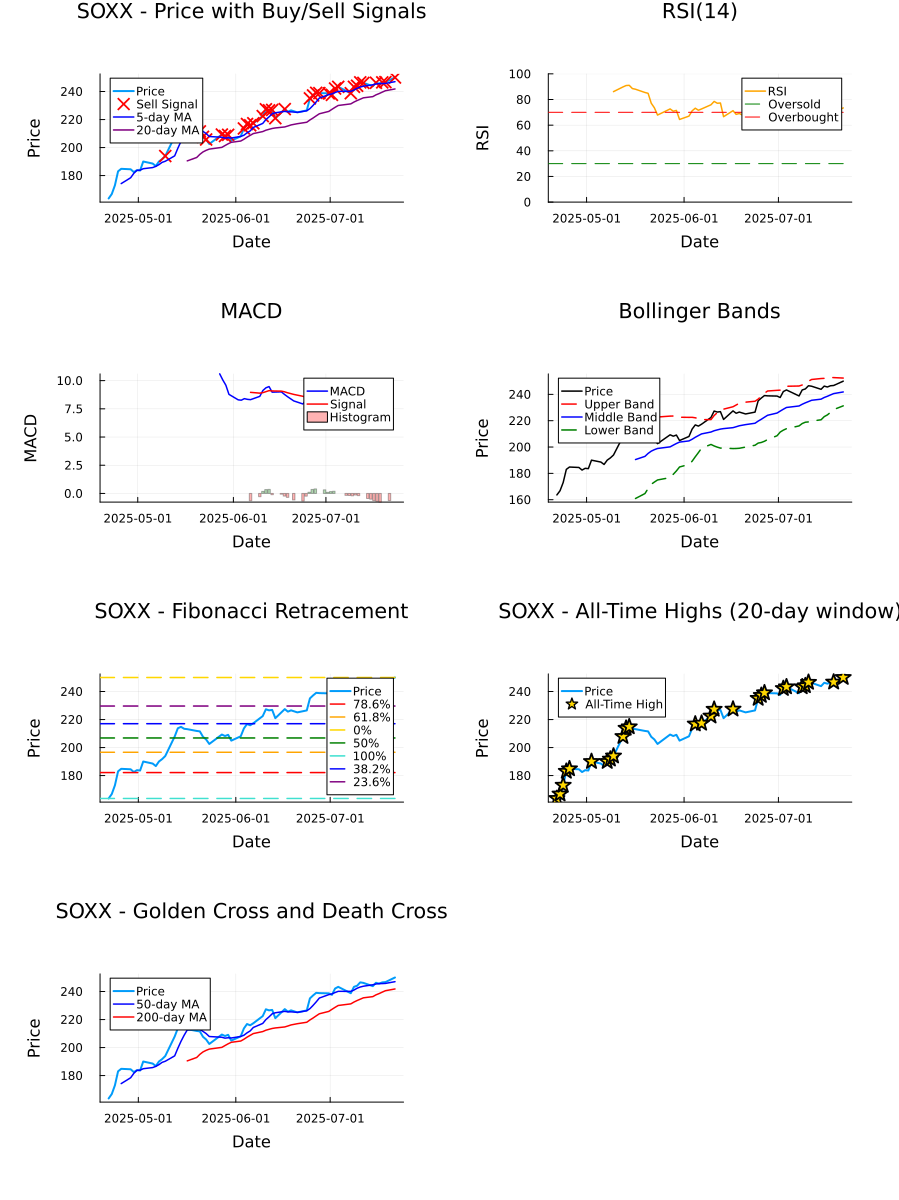 SOXX - Price with Buy/Sell Signals
Price
240
220
200
180
Price
Sell Signal
5-day MA
20-day MA
2025-05-01
2025-06-01
2025-07-01
Date
RSI(14)
RSI
100
80
60
40
20
0
RSI
Oversold
Overbought
2025-05-01
2025-06-01
2025-07-01
Date
MACD
MACD
10.0
7.5
5.0
2.5
0.0
MACD
Signal
Histogram
2025-05-01
2025-06-01
2025-07-01
Date
Bollinger Bands
Price
240
220
200
180
160
Price
Upper Band
Middle Band
Lower Band
2025-05-01
2025-06-01
2025-07-01
Date
SOXX - Fibonacci Retracement
Price
240
220
200
180
Price
78.6%
61.8%
0%
50%
100%
38.2%
23.6%
2025-05-01
2025-06-01
2025-07-01
Date
SOXX - All-Time Highs (20-day window)
Price
240
220
200
180
Price
All-Time High
2025-05-01
2025-06-01
2025-07-01
Date
SOXX - Golden Cross and Death Cross
Price
240
220
200
180
Price
50-day MA
200-day MA
2025-05-01
2025-06-01
2025-07-01
Date